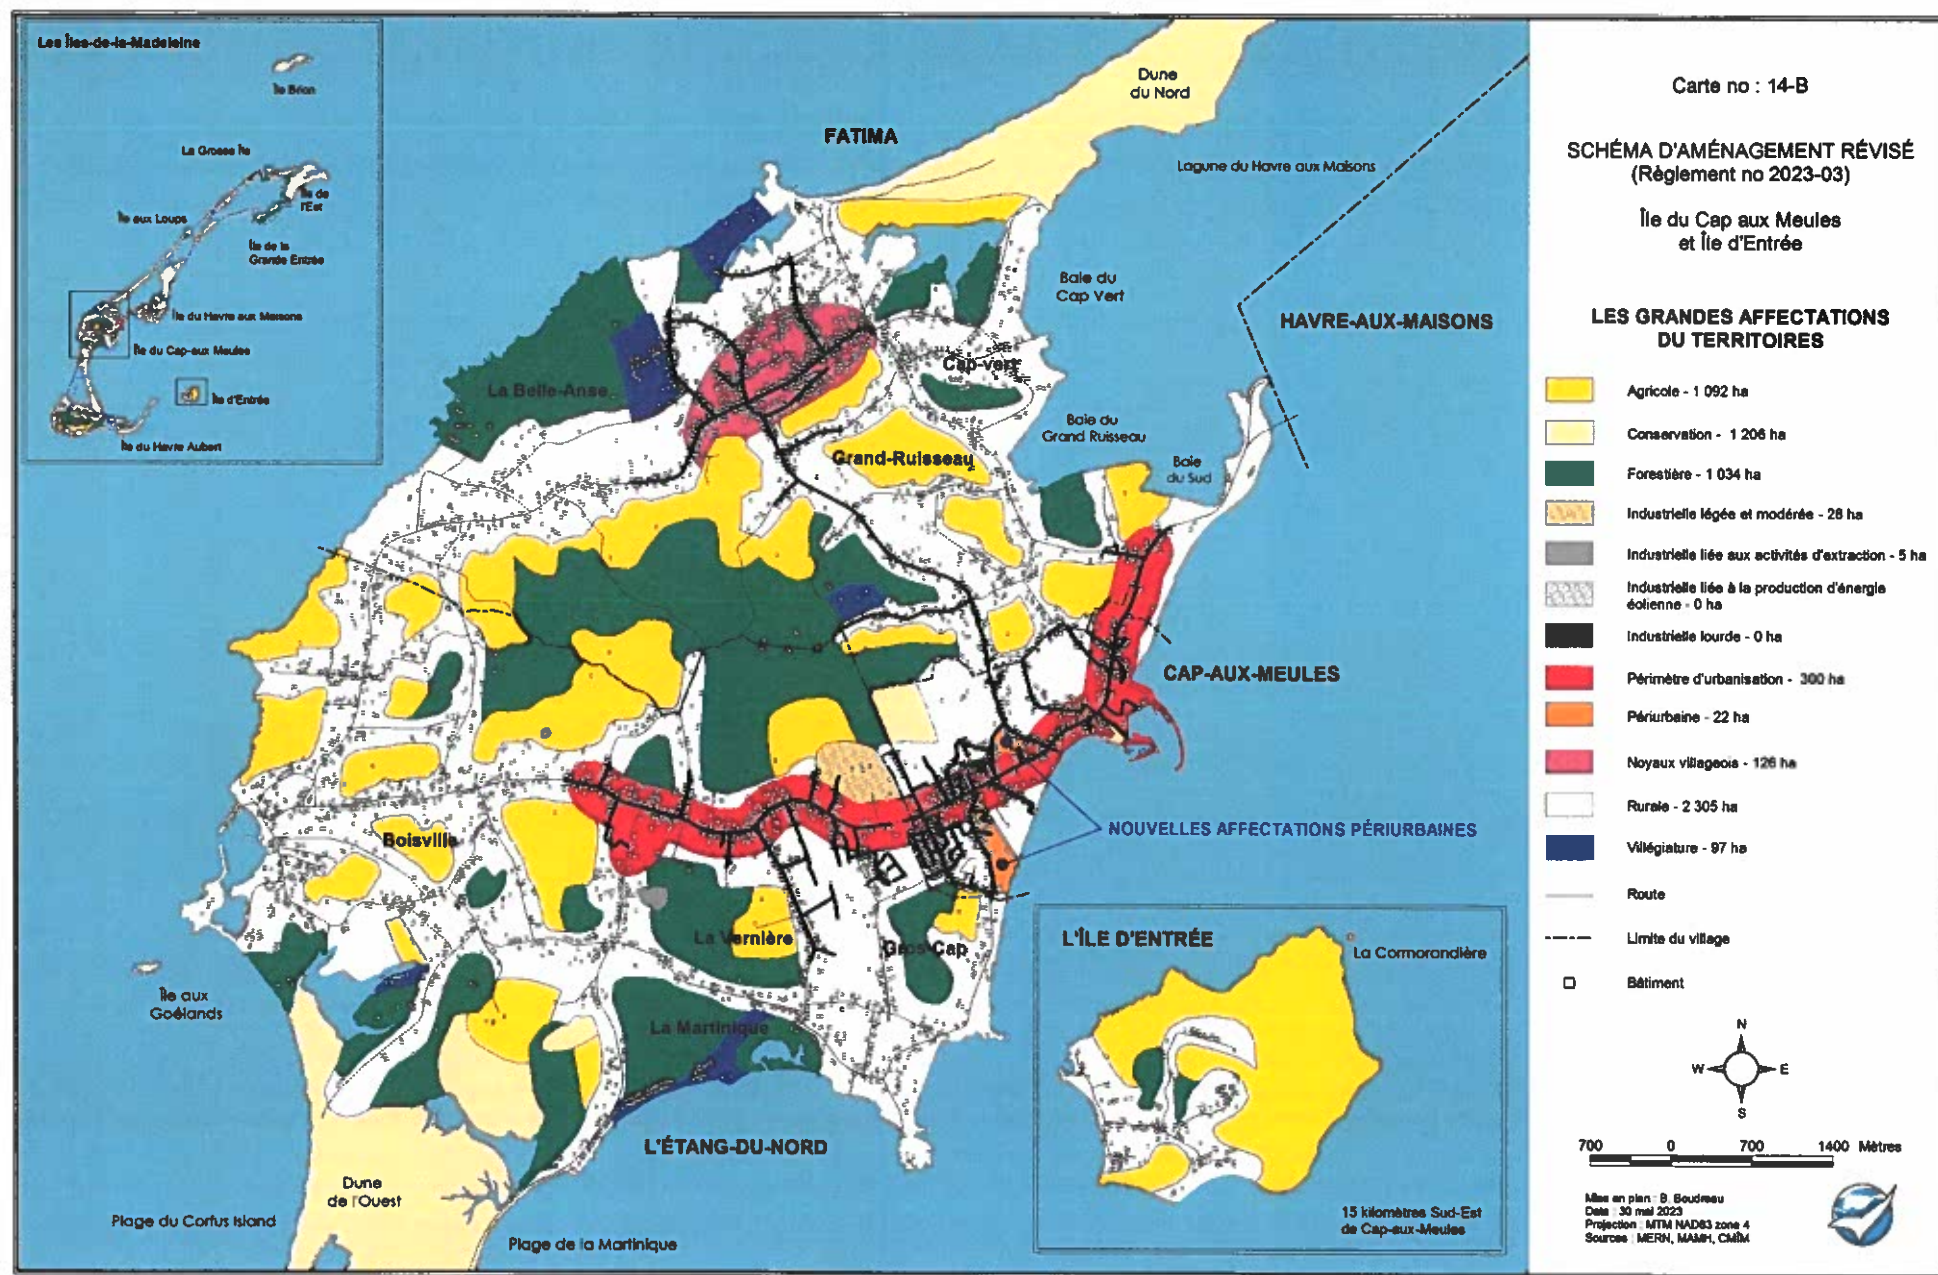 Les Îles-de-la-Madeleine
Île Brion
La Grosse Île
Île de
l'Est
Île aux Loups
Île de la
Grande Entrée
Île du Havre aux Maisons
Île du Cap-aux Meules
Île d'Entrée
Île du Havre Aubert
Dune
du Nord
FATIMA
Lagune du Havre aux Maisons
Baie du
Cap Vert
HAVRE-AUX-MAISONS
La Belle-Anse
Cap-vert
Baie du
Grand Ruisseau
Grand-Ruisseau
Baie
du Sud
CAP-AUX-MEULES
NOUVELLES AFFECTATIONS PÉRIURBAINES
Boisville
La Vernière
Gros-Cap
Île aux
Goélands
La Martinique
L'ÉTANG-DU-NORD
Dune
de l'Ouest
Plage du Corfus Island
Plage de la Martinique
L'ÎLE D'ENTRÉE
La Cormorandière
15 kilomètres Sud-Est
de Cap-aux-Meules
Carte no : 14-B
SCHÉMA D'AMÉNAGEMENT RÉVISÉ
(Règlement no 2023-03)
Île du Cap aux Meules
et Île d'Entrée
LES GRANDES AFFECTATIONS
DU TERRITOIRES
Agricole - 1 092 ha
Conservation - 1 206 ha
Forestière - 1 034 ha
Industrielle légée et modérée - 28 ha
Industrielle liée aux activités d'extraction - 5 ha
Industrielle liée à la production d'énergie
éolienne - 0 ha
Industrielle lourde - 0 ha
Périmètre d'urbanisation - 300 ha
Périurbaine - 22 ha
Noyaux villageois - 126 ha
Rurale - 2 305 ha
Villégiature - 97 ha
Route
Limite du village
Bâtiment
N
W E
S
700 0 700 1400 Mètres
Mise en plan : B. Boudreau
Date : 30 mai 2023
Projection : MTM NAD83 zone 4
Sources : MERN, MAMH, CMÎM